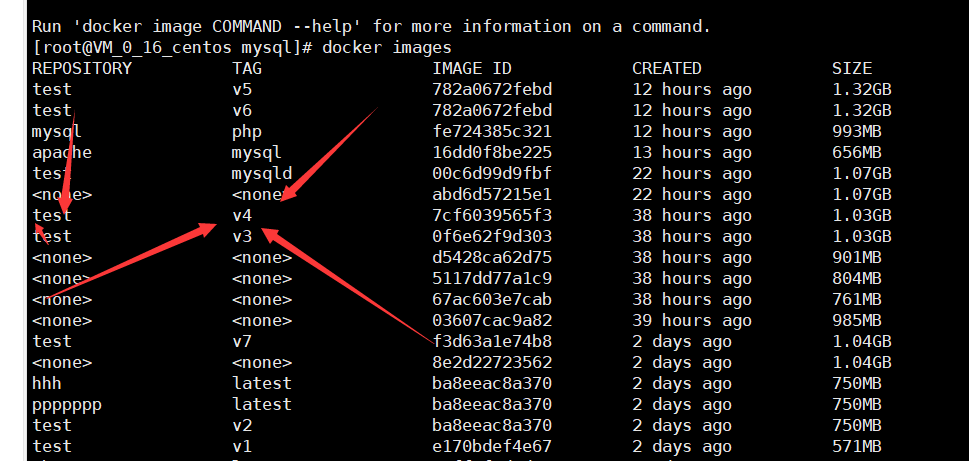 Run 'docker image COMMAND --help' for more information on a command.
[root@VM_0_16_centos mysql]# docker images
REPOSITORY TAG IMAGE ID CREATED SIZE
test v5 782a0672febd 12 hours ago 1.32GB
test v6 782a0672febd 12 hours ago 1.32GB
mysql php fe724385c321 12 hours ago 993MB
apache mysql 16dd0f8be225 13 hours ago 656MB
test mysqld 00c6d99d9fbf 22 hours ago 1.07GB
<none> <none> abd6d57215e1 22 hours ago 1.07GB
test v4 7cf6039565f3 38 hours ago 1.03GB
test v3 0f6e62f9d303 38 hours ago 1.03GB
<none> <none> d5428ca62d75 38 hours ago 901MB
<none> <none> 5117dd77a1c9 38 hours ago 804MB
<none> <none> 67ac603e7cab 38 hours ago 761MB
<none> <none> 03607cac9a82 39 hours ago 985MB
test v7 f3d63a1e74b8 2 days ago 1.04GB
<none> <none> 8e2d22723562 2 days ago 1.04GB
hhh latest ba8eeac8a370 2 days ago 750MB
ppppppp latest ba8eeac8a370 2 days ago 750MB
test v2 ba8eeac8a370 2 days ago 750MB
test v1 e170bdef4e67 2 days ago 571MB